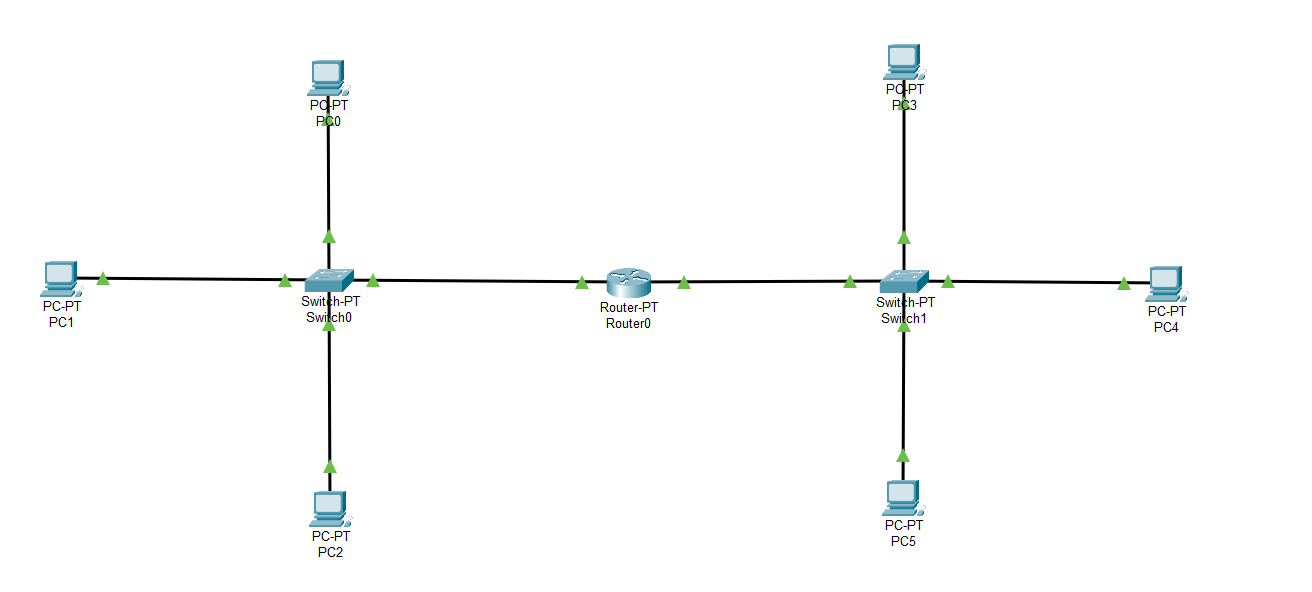 PC-PT
PC0
PC-PT
PC3
PC-PT
PC1
Switch-PT
Switch0
Router-PT
Router0
Switch-PT
Switch1
PC-PT
PC4
PC-PT
PC2
PC-PT
PC5